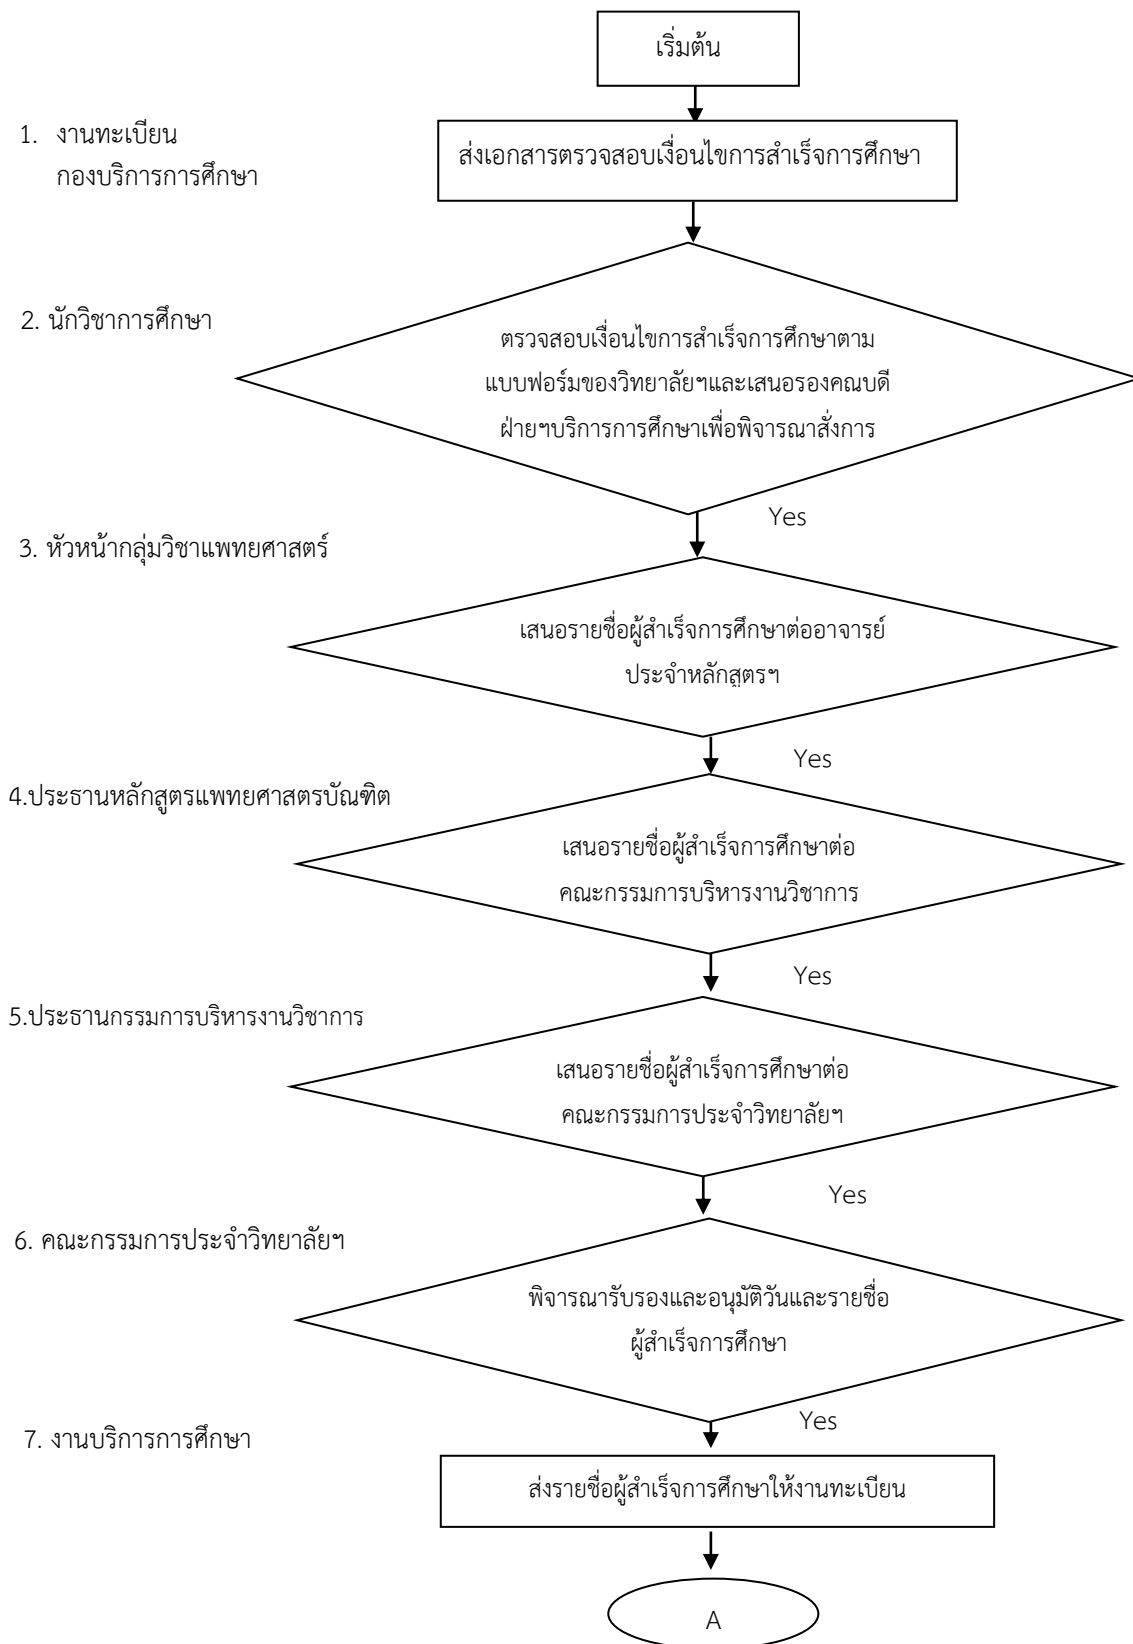 เริ่มต้น
1. งานทะเบียน
กองบริการการศึกษา
ส่งเอกสารตรวจสอบเงื่อนไขการสำเร็จการศึกษา
2. นักวิชาการศึกษา
ตรวจสอบเงื่อนไขการสำเร็จการศึกษาตาม
แบบฟอร์มของวิทยาลัยฯและเสนอรองคณบดี
ฝ่ายฯบริการการศึกษาเพื่อพิจารณาสั่งการ
Yes
3. หัวหน้ากลุ่มวิชาแพทยศาสตร์
เสนอรายชื่อผู้สำเร็จการศึกษาต่ออาจารย์
ประจำหลักสูตรฯ
Yes
4.ประธานหลักสูตรแพทยศาสตรบัณฑิต
เสนอรายชื่อผู้สำเร็จการศึกษาต่อ
คณะกรรมการบริหารงานวิชาการ
Yes
5.ประธานกรรมการบริหารงานวิชาการ
เสนอรายชื่อผู้สำเร็จการศึกษาต่อ
คณะกรรมการประจำวิทยาลัยฯ
Yes
6. คณะกรรมการประจำวิทยาลัยฯ
พิจารณารับรองและอนุมัติวันและรายชื่อ
ผู้สำเร็จการศึกษา
Yes
7. งานบริการการศึกษา
ส่งรายชื่อผู้สำเร็จการศึกษาให้งานทะเบียน
A